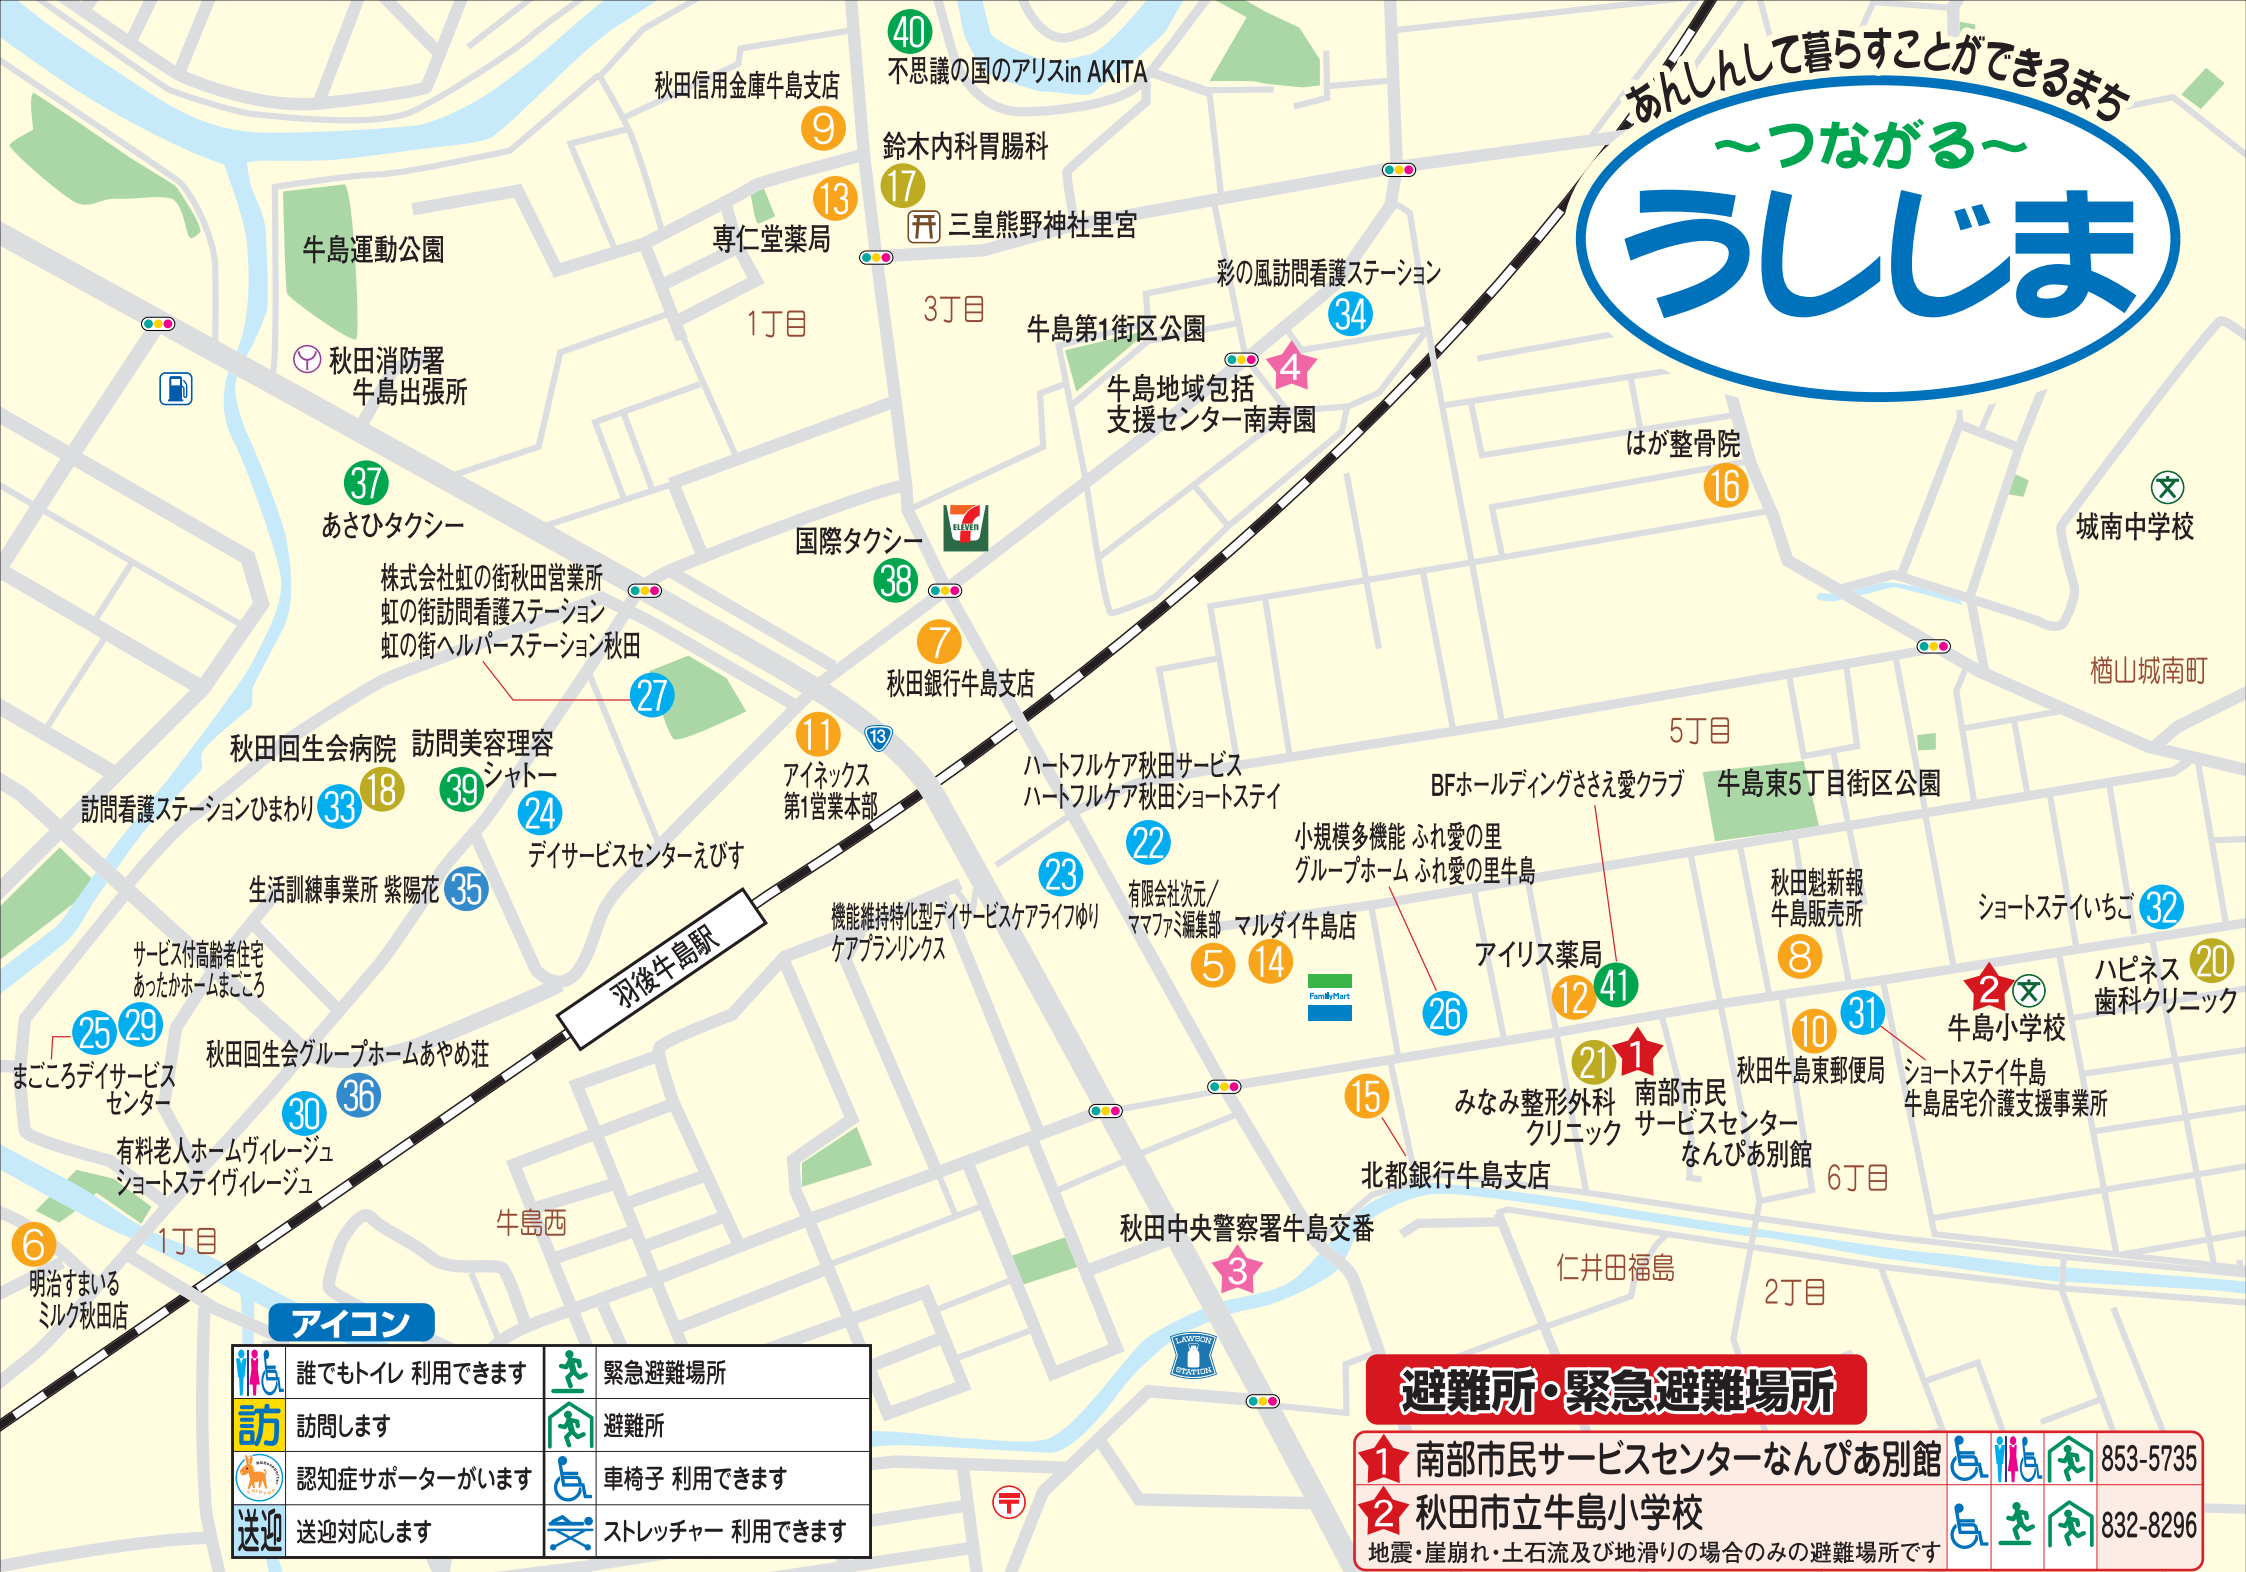 あんしんして暮らすことができるまち
～つながる～
うしじま
40
不思議の国のアリスin AKITA
秋田信用金庫牛島支店
9
鈴木内科胃腸科
17
13
専仁堂薬局
三皇熊野神社里宮
牛島運動公園
1丁目
3丁目
彩の風訪問看護ステーション
34
牛島第1街区公園
4
牛島地域包括
支援センター南寿園
秋田消防署
牛島出張所
はが整骨院
16
城南中学校
37
あさひタクシー
国際タクシー
38
7
ELEVEn
株式会社虹の街秋田営業所
虹の街訪問看護ステーション
虹の街ヘルパーステーション秋田
27
7
秋田銀行牛島支店
楢山城南町
5丁目
11
13
アイネックス
第1営業本部
秋田回生会病院
18
訪問美容理容
シャトー
39
訪問看護ステーションひまわり
33
24
デイサービスセンターえびす
ハートフルケア秋田サービス
ハートフルケア秋田ショートステイ
22
BFホールディングささえ愛クラブ
牛島東5丁目街区公園
小規模多機能 ふれ愛の里
グループホーム ふれ愛の里牛島
生活訓練事業所 紫陽花
35
23
機能維持特化型デイサービスケアライフゆり
ケアプランリンクス
有限会社次元/
ママファミ編集部
5
マルダイ牛島店
14
FamilyMart
秋田魁新報
牛島販売所
8
ショートステイいちご
32
アイリス薬局
12
41
26
20
ハピネス
歯科クリニック
2
牛島小学校
羽後牛島駅
サービス付高齢者住宅
あったかホームまごころ
25
29
まごころデイサービス
センター
秋田回生会グループホームあやめ荘
36
30
有料老人ホームヴィレージュ
ショートステイヴィレージュ
10
秋田牛島東郵便局
31
ショートステイ牛島
牛島居宅介護支援事業所
21
みなみ整形外科
クリニック
1
南部市民
サービスセンター
なんぴあ別館
15
北都銀行牛島支店
6丁目
牛島西
1丁目
6
明治すまいる
ミルク秋田店
秋田中央警察署牛島交番
3
仁井田福島
2丁目
LAWSON
STATION
アイコン
誰でもトイレ 利用できます
緊急避難場所
訪
訪問します
避難所
認知症サポーターがいます
車椅子 利用できます
送迎
送迎対応します
ストレッチャー 利用できます
避難所・緊急避難場所
1
南部市民サービスセンターなんぴあ別館
853-5735
2
秋田市立牛島小学校
832-8296
地震・崖崩れ・土石流及び地滑りの場合のみの避難場所です